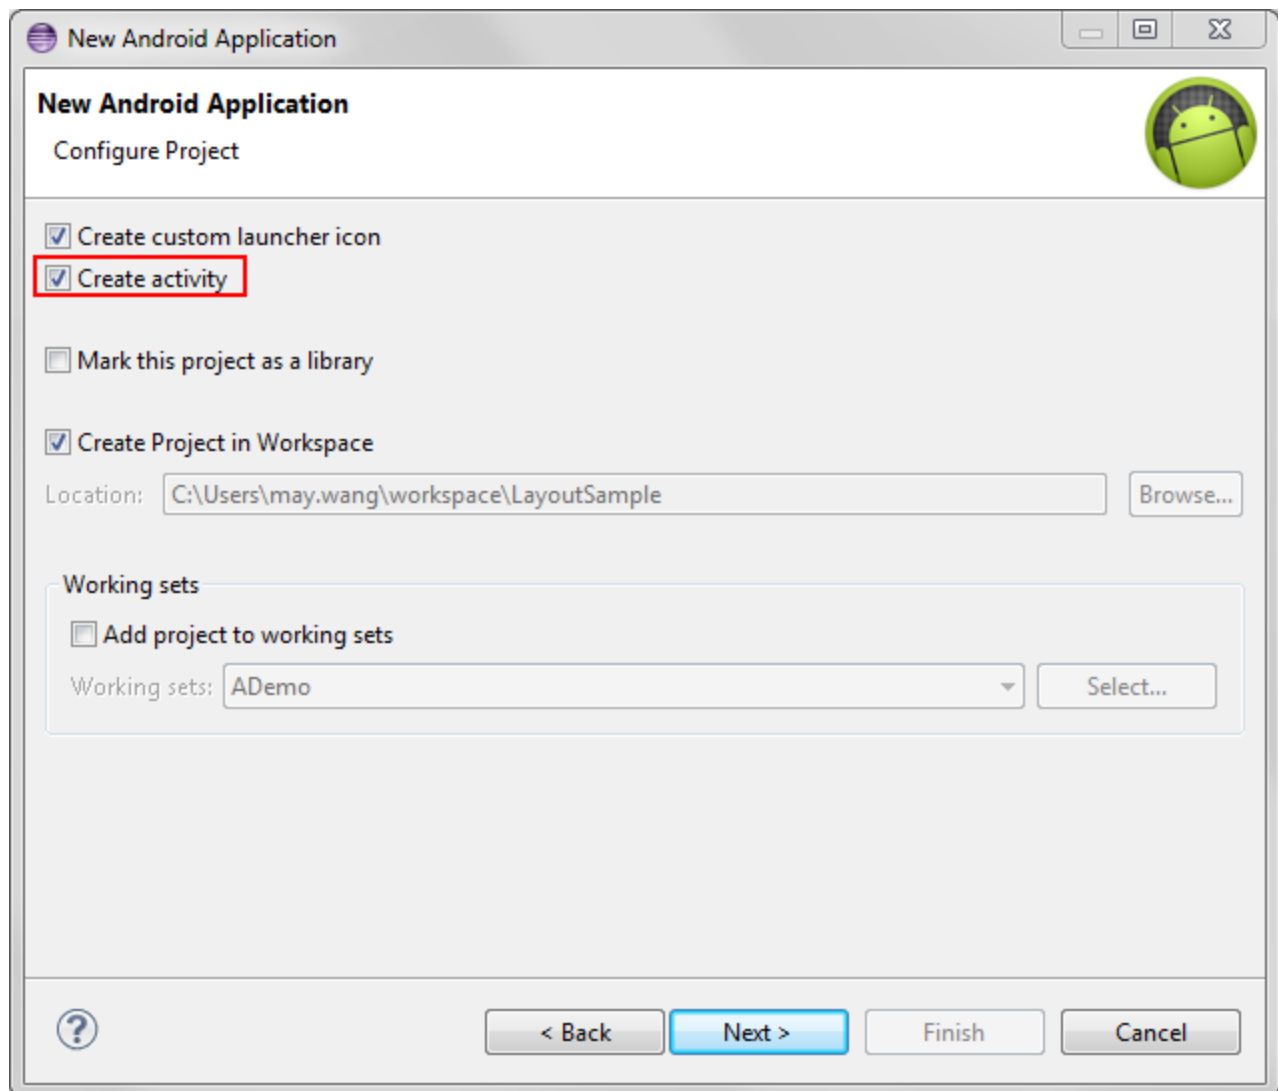 New Android Application
New Android Application
Configure Project
Create custom launcher icon
Create activity
Mark this project as a library
Create Project in Workspace
Location: C:\Users\may.wang\workspace\LayoutSample Browse...
Working sets
Add project to working sets
Working sets: ADemo Select...
? < Back Next > Finish Cancel